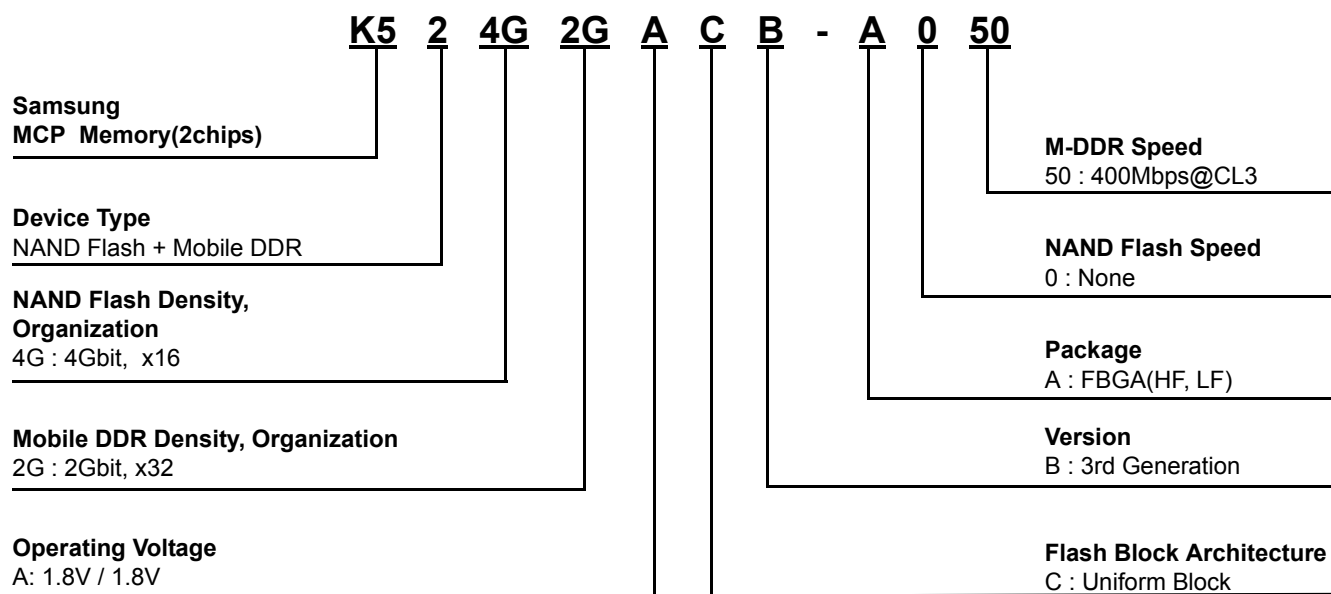 K5 2 4G 2G A C B - A 0 50
Samsung
MCP Memory(2chips)
Device Type
NAND Flash + Mobile DDR
NAND Flash Density,
Organization
4G : 4Gbit, x16
Mobile DDR Density, Organization
2G : 2Gbit, x32
Operating Voltage
A: 1.8V / 1.8V
M-DDR Speed
50 : 400Mbps@CL3
NAND Flash Speed
0 : None
Package
A : FBGA(HF, LF)
Version
B : 3rd Generation
Flash Block Architecture
C : Uniform Block